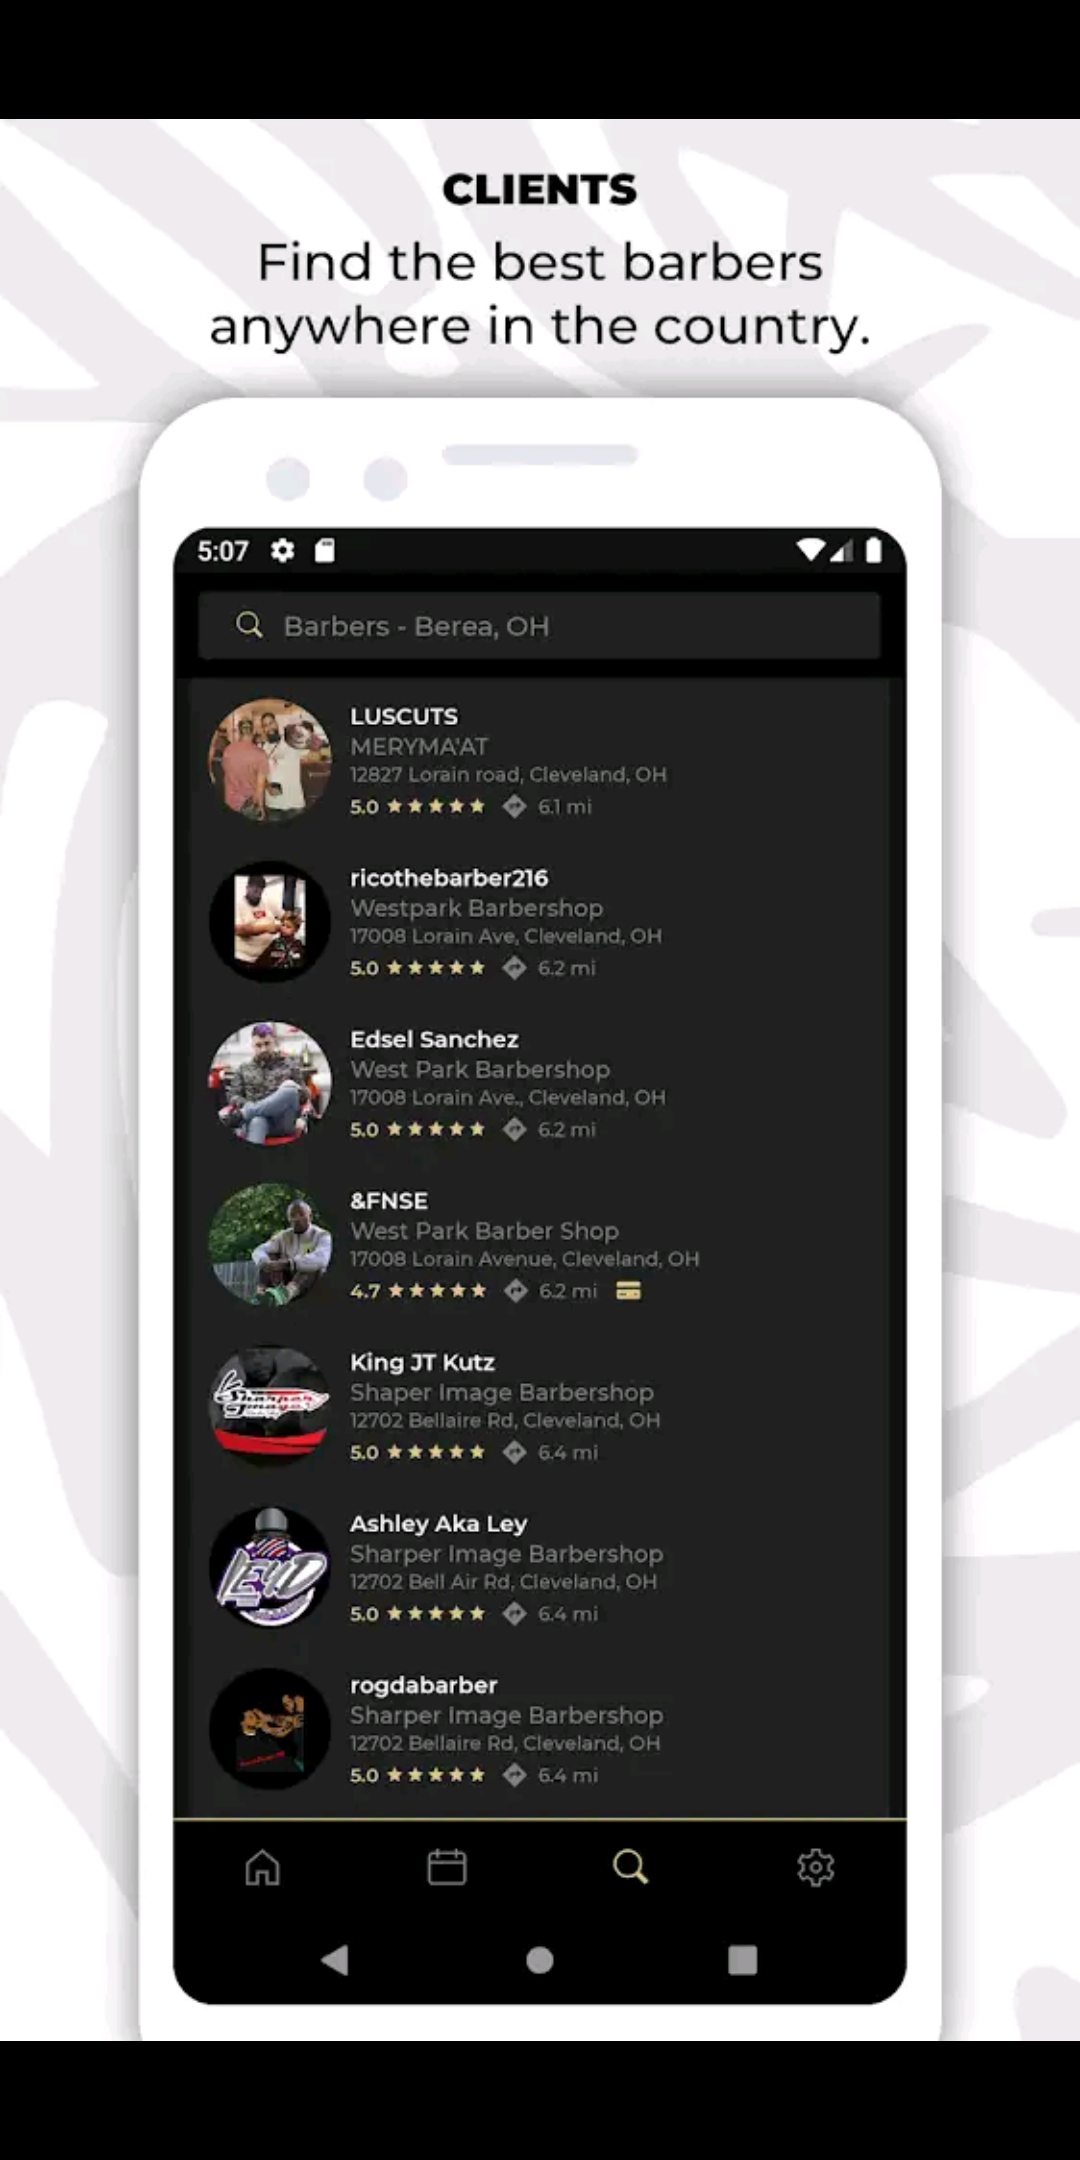 CLIENTS
Find the best barbers
anywhere in the country.
5:07
Barbers - Berea, OH
LUSCUTS
MERYMA'AT
12827 Lorain road, Cleveland, OH
5.0 ★★★★★ 6.1 mi
ricothebarber216
Westpark Barbershop
17008 Lorain Ave, Cleveland, OH
5.0 ★★★★★ 6.2 mi
Edsel Sanchez
West Park Barbershop
17008 Lorain Ave., Cleveland, OH
5.0 ★★★★★ 6.2 mi
&FNSE
West Park Barber Shop
17008 Lorain Avenue, Cleveland, OH
4.7 ★★★★★ 6.2 mi
King JT Kutz
Shaper Image Barbershop
12702 Bellaire Rd, Cleveland, OH
5.0 ★★★★★ 6.4 mi
Sharper
Image
Ashley Aka Ley
Sharper Image Barbershop
12702 Bell Air Rd, Cleveland, OH
5.0 ★★★★★ 6.4 mi
rogdabarber
Sharper Image Barbershop
12702 Bellaire Rd, Cleveland, OH
5.0 ★★★★★ 6.4 mi